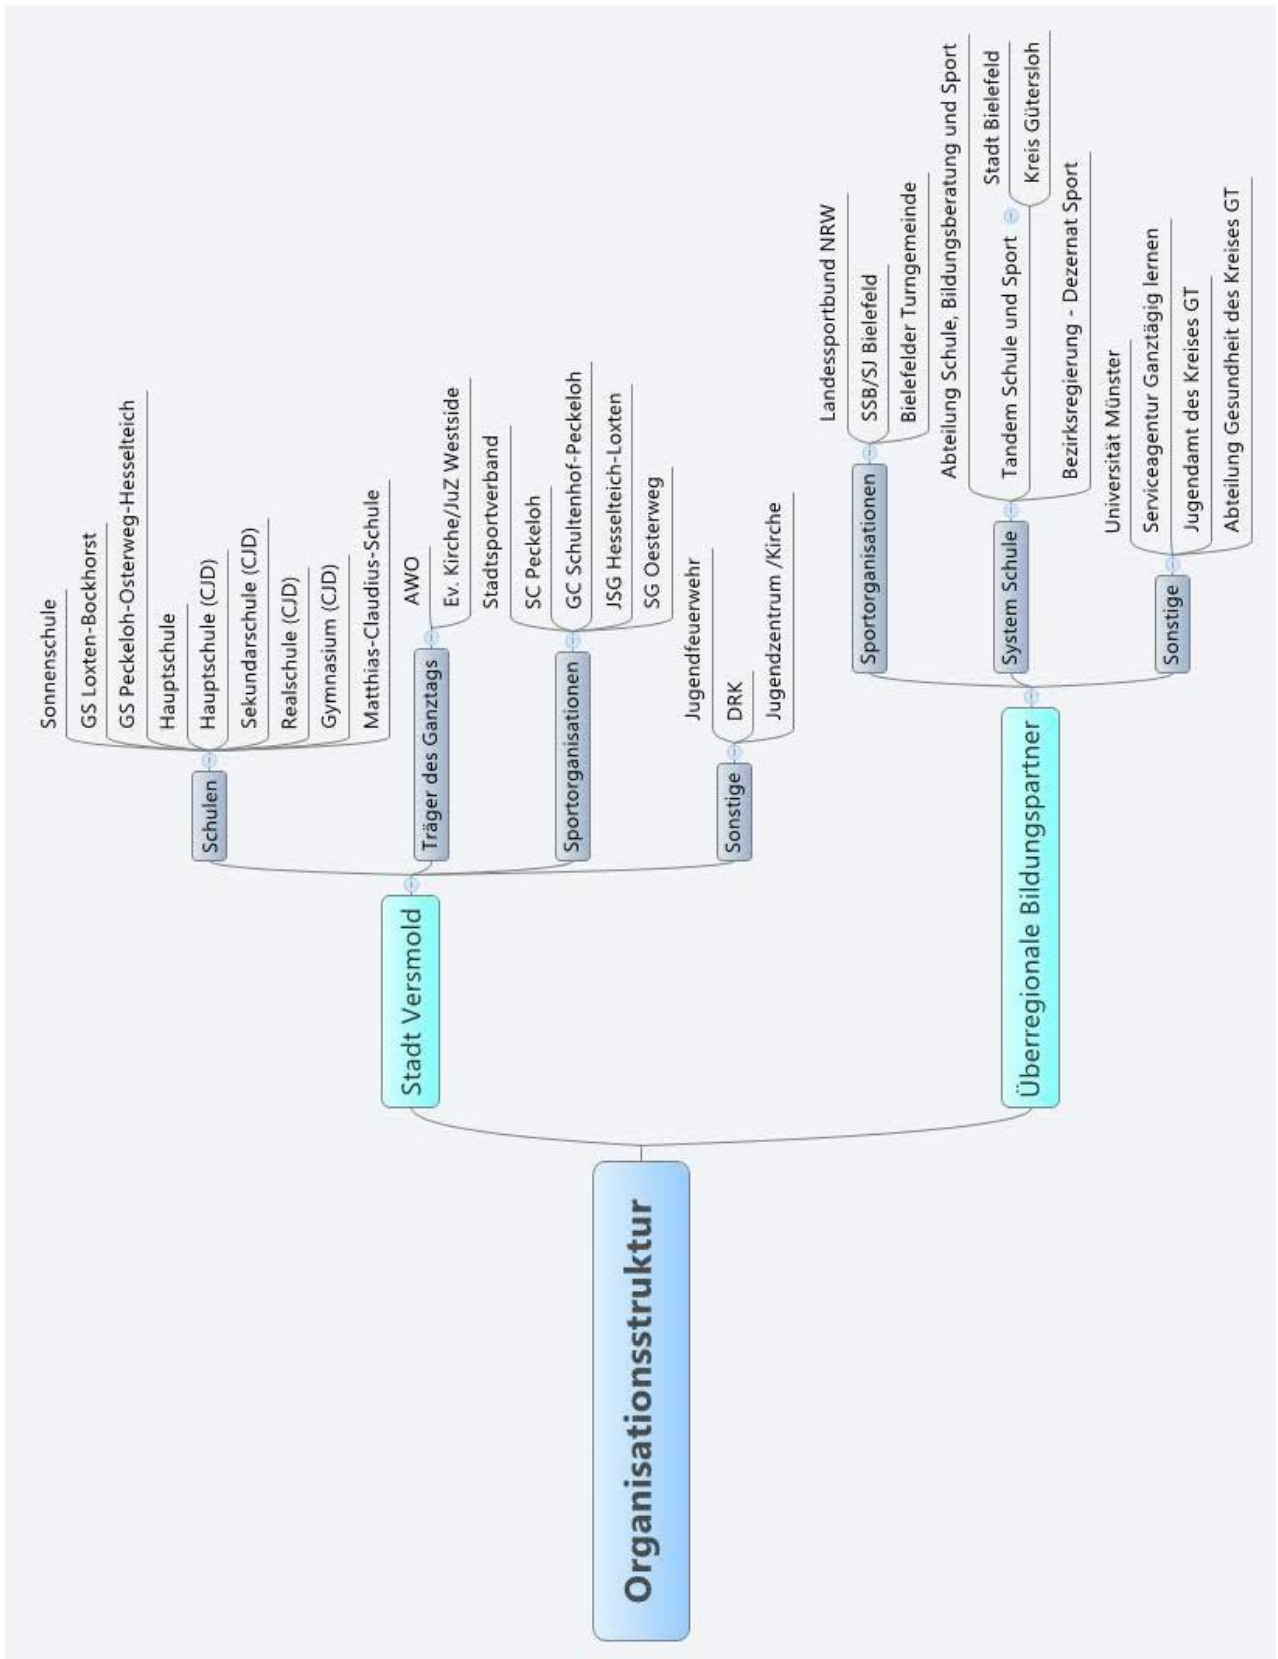 Organisationsstruktur
Stadt Versmold
Schulen
Sonnenschule
GS Loxten-Bockhorst
GS Peckeloh-Osterweg-Hesselteich
Hauptschule
Hauptschule (CJD)
Sekundarschule (CJD)
Realschule (CJD)
Gymnasium (CJD)
Matthias-Claudius-Schule
Träger des Ganztags
AWO
Ev. Kirche/JuZ Westside
Sportorganisationen
Stadtsportverband
SC Peckeloh
GC Schultenhof-Peckeloh
JSG Hesselteich-Loxten
SG Oesterweg
Sonstige
Jugendfeuerwehr
DRK
Jugendzentrum /Kirche
Überregionale Bildungspartner
Sportorganisationen
Landessportbund NRW
SSB/SJ Bielefeld
Bielefelder Turngemeinde
System Schule
Abteilung Schule, Bildungsberatung und Sport
Tandem Schule und Sport
Stadt Bielefeld
Kreis Gütersloh
Bezirksregierung - Dezernat Sport
Sonstige
Universität Münster
Serviceagentur Ganztägig lernen
Jugendamt des Kreises GT
Abteilung Gesundheit des Kreises GT